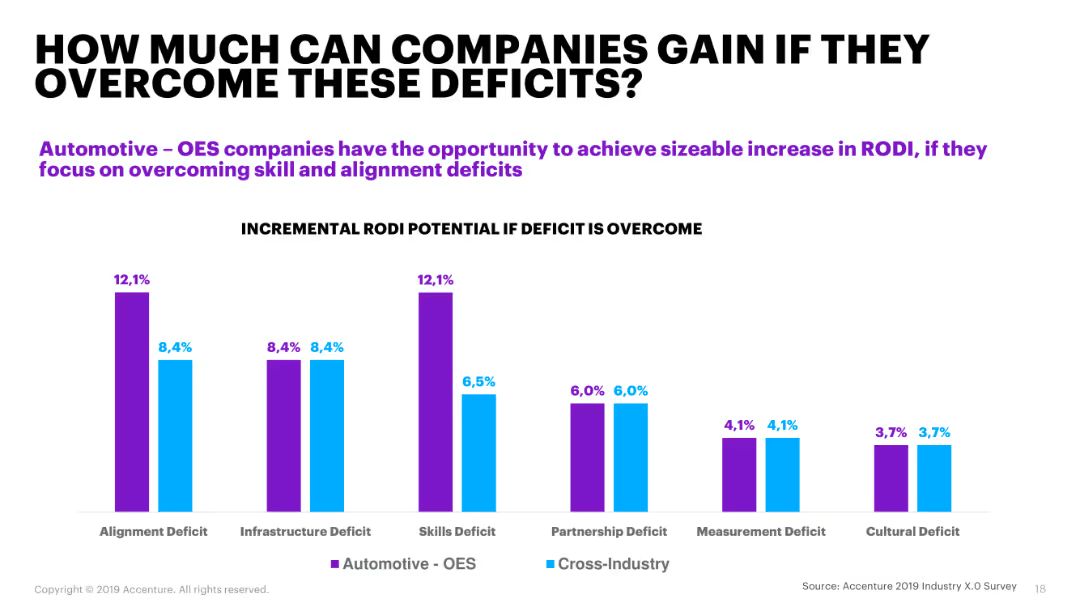 HOW MUCH CAN COMPANIES GAIN IF THEY
OVERCOME THESE DEFICITS?
Automotive – OES companies have the opportunity to achieve sizeable increase in RODI, if they
focus on overcoming skill and alignment deficits
INCREMENTAL RODI POTENTIAL IF DEFICIT IS OVERCOME
12,1%
8,4%
8,4%
8,4%
12,1%
6,5%
6,0%
6,0%
4,1%
4,1%
3,7%
3,7%
Alignment Deficit
Infrastructure Deficit
Skills Deficit
Partnership Deficit
Measurement Deficit
Cultural Deficit
Automotive - OES
Cross-Industry
Copyright © 2019 Accenture. All rights reserved.
Source: Accenture 2019 Industry X.0 Survey
18